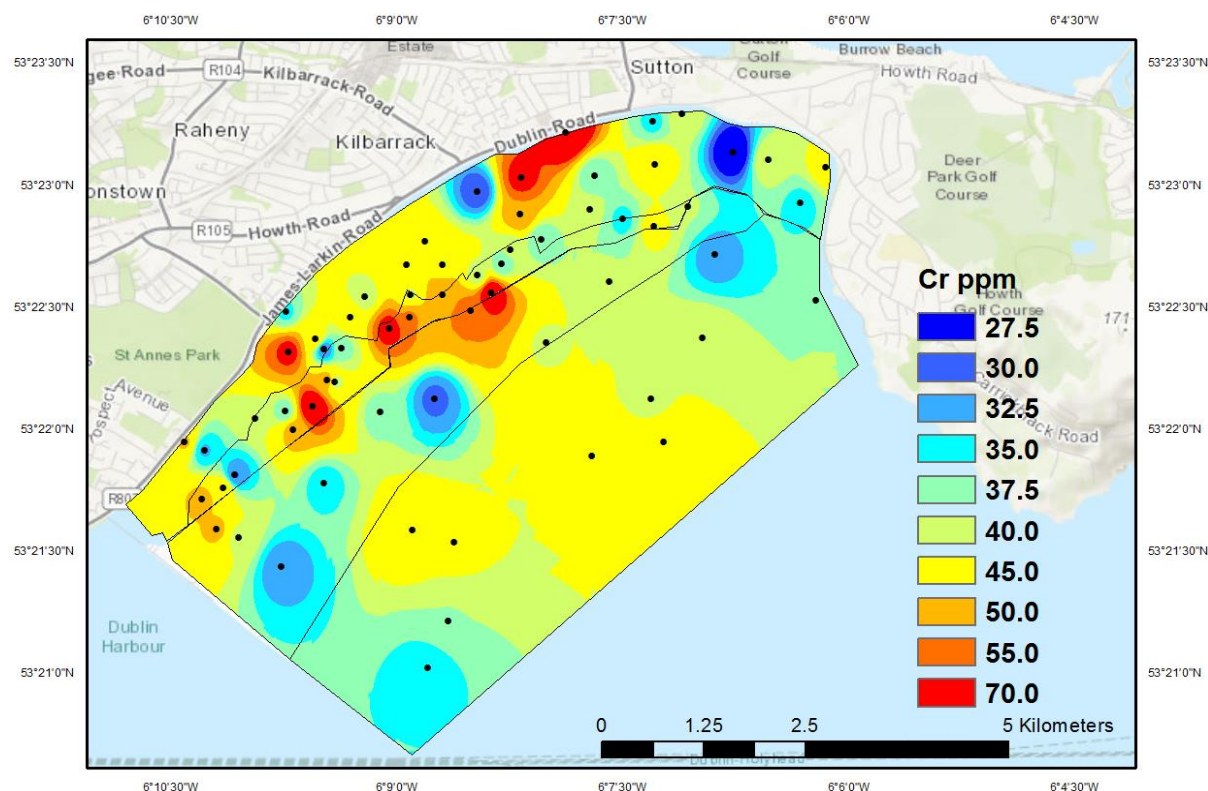 6°10'30"W 6°9'0"W 6°7'30"W 6°6'0"W 6°4'30"W
53°23'30"N
53°23'0"N
53°22'30"N
53°22'0"N
53°21'30"N
53°21'0"N
53°23'30"N
53°23'0"N
53°22'30"N
53°22'0"N
53°21'30"N
53°21'0"N
Estate
R104
Kilbarrack-Road
Sutton
Golf
Course
Burrow Beach
Howth Road
Raheny
Kilbarrack
Dublin-Road
Deer
Park Golf
Course
R105
Howth-Road
James-Larkin-Road
St Annes Park
Avenue
Howth
Golf Course
171
Dublin
Harbour
Cr ppm
27.5
30.0
32.5
35.0
37.5
40.0
45.0
50.0
55.0
70.0
0 1.25 2.5 5 Kilometers
6°10'30"W 6°9'0"W 6°7'30"W 6°6'0"W 6°4'30"W